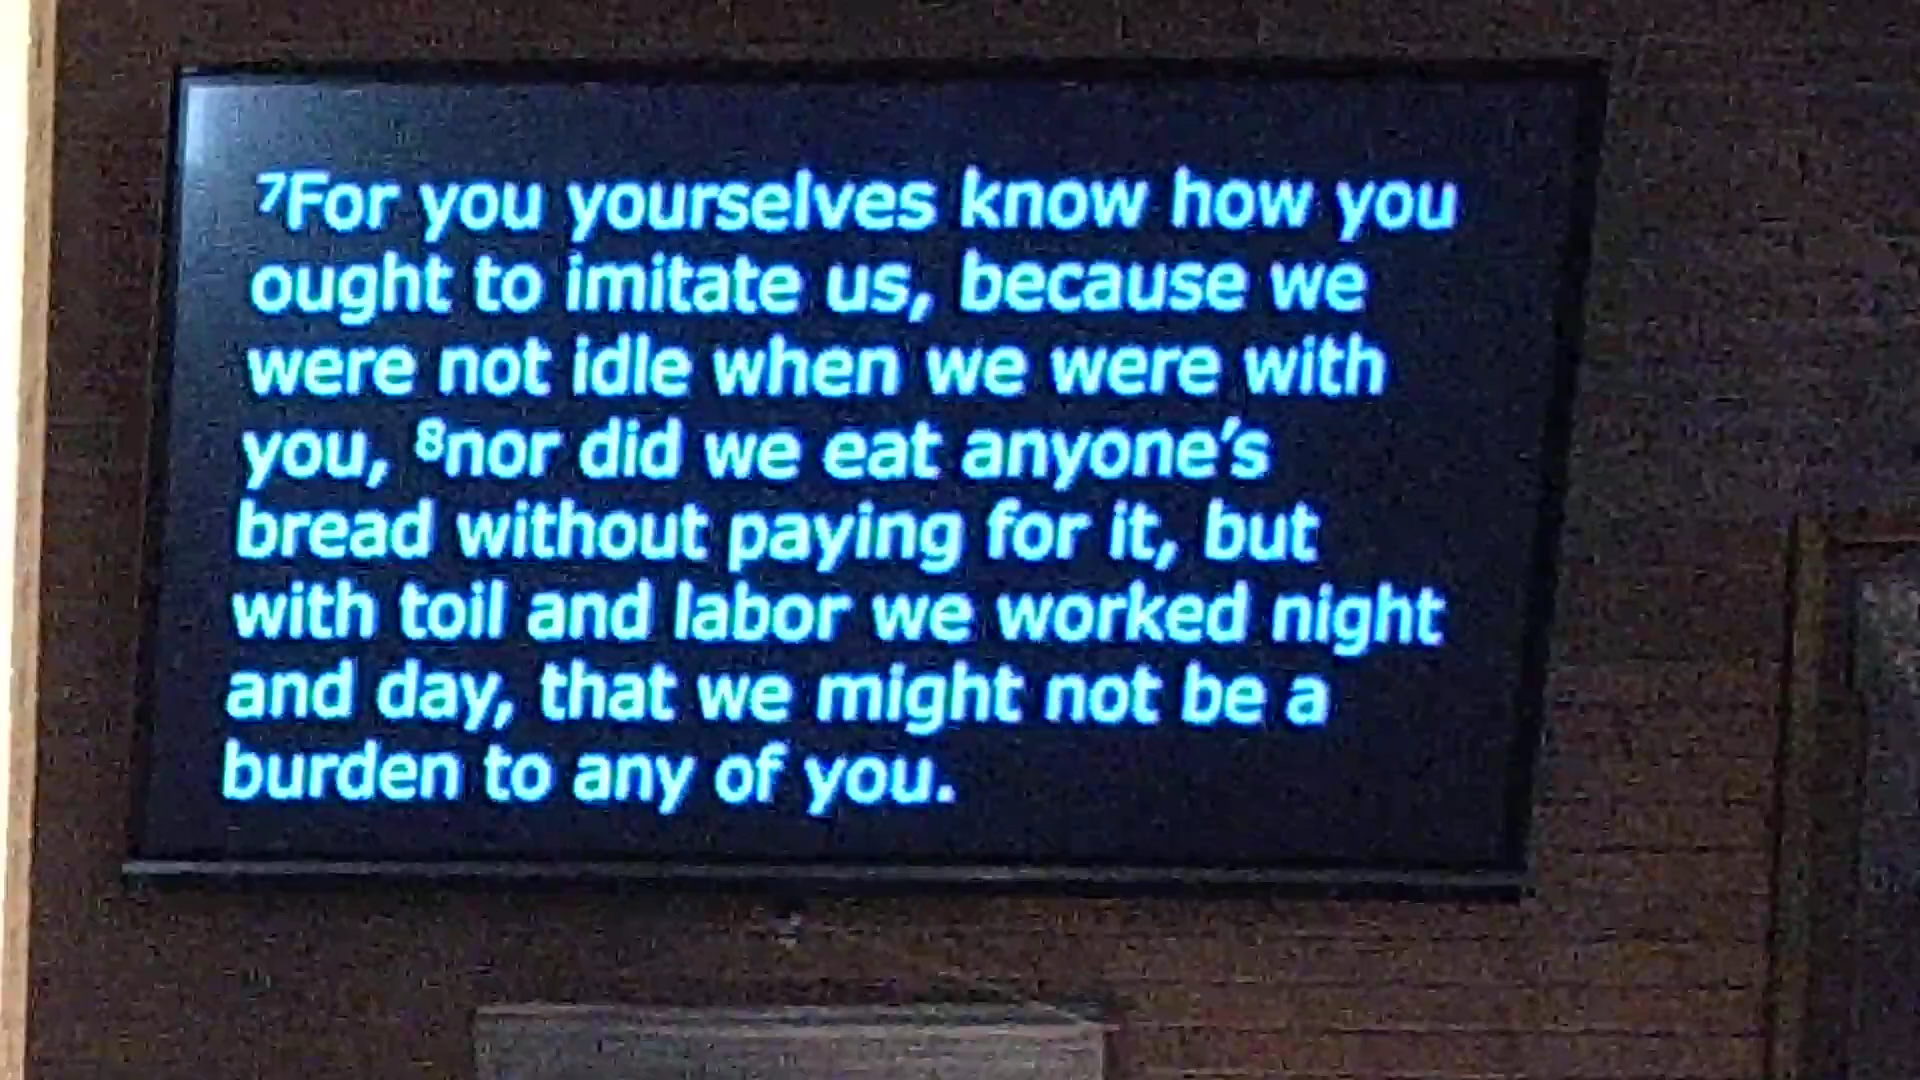 ⁷For you yourselves know how you
ought to imitate us, because we
were not idle when we were with
you, ⁸nor did we eat anyone’s
bread without paying for it, but
with toil and labor we worked night
and day, that we might not be a
burden to any of you.